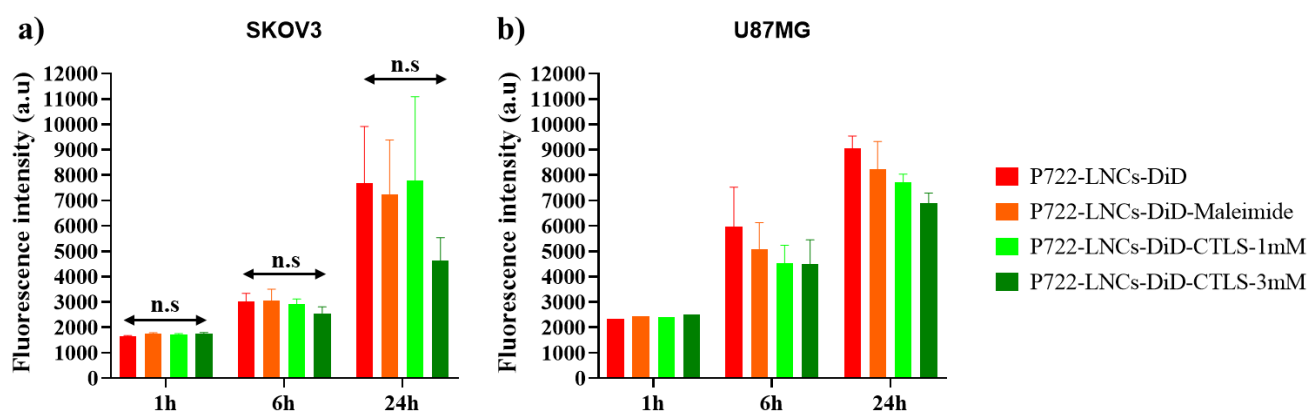 a) SKOV3
Fluorescence intensity (a.u)
12000
11000
10000
9000
8000
7000
6000
5000
4000
3000
2000
1000
0
n.s
n.s
n.s
1h 6h 24h
b) U87MG
Fluorescence intensity (a.u)
12000
11000
10000
9000
8000
7000
6000
5000
4000
3000
2000
1000
0
1h 6h 24h
P722-LNCs-DiD
P722-LNCs-DiD-Maleimide
P722-LNCs-DiD-CTLS-1mM
P722-LNCs-DiD-CTLS-3mM